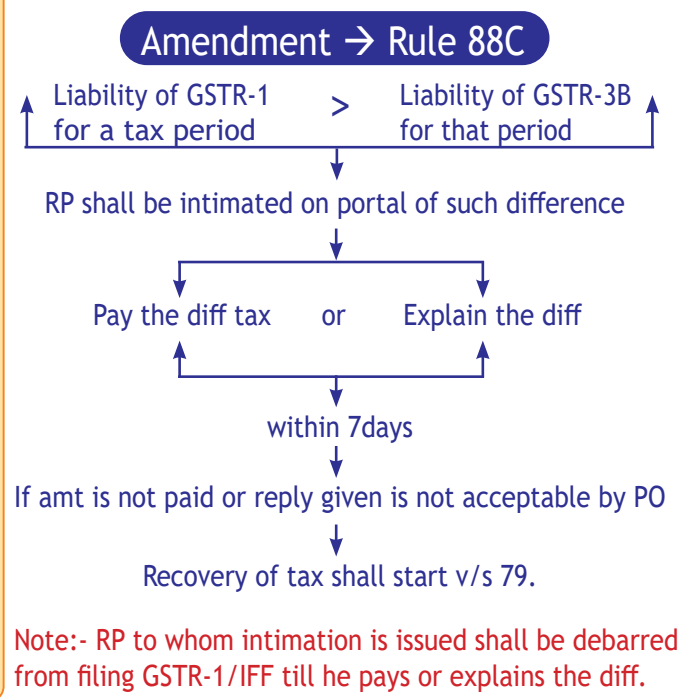 Amendment → Rule 88C
Liability of GSTR-1 > Liability of GSTR-3B
for a tax period for that period
RP shall be intimated on portal of such difference
Pay the diff tax or Explain the diff
within 7days
If amt is not paid or reply given is not acceptable by PO
Recovery of tax shall start v/s 79.
Note:- RP to whom intimation is issued shall be debarred
from filing GSTR-1/IFF till he pays or explains the diff.